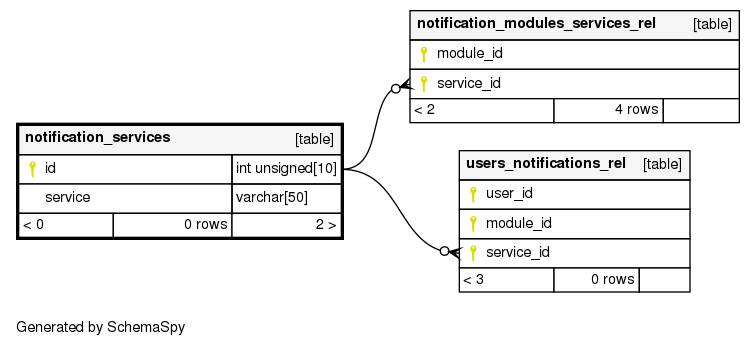 notification_modules_services_rel [table]
module_id
service_id
< 2 4 rows
notification_services [table]
id int unsigned[10]
service varchar[50]
< 0 0 rows 2 >
users_notifications_rel [table]
user_id
module_id
service_id
< 3 0 rows
Generated by SchemaSpy